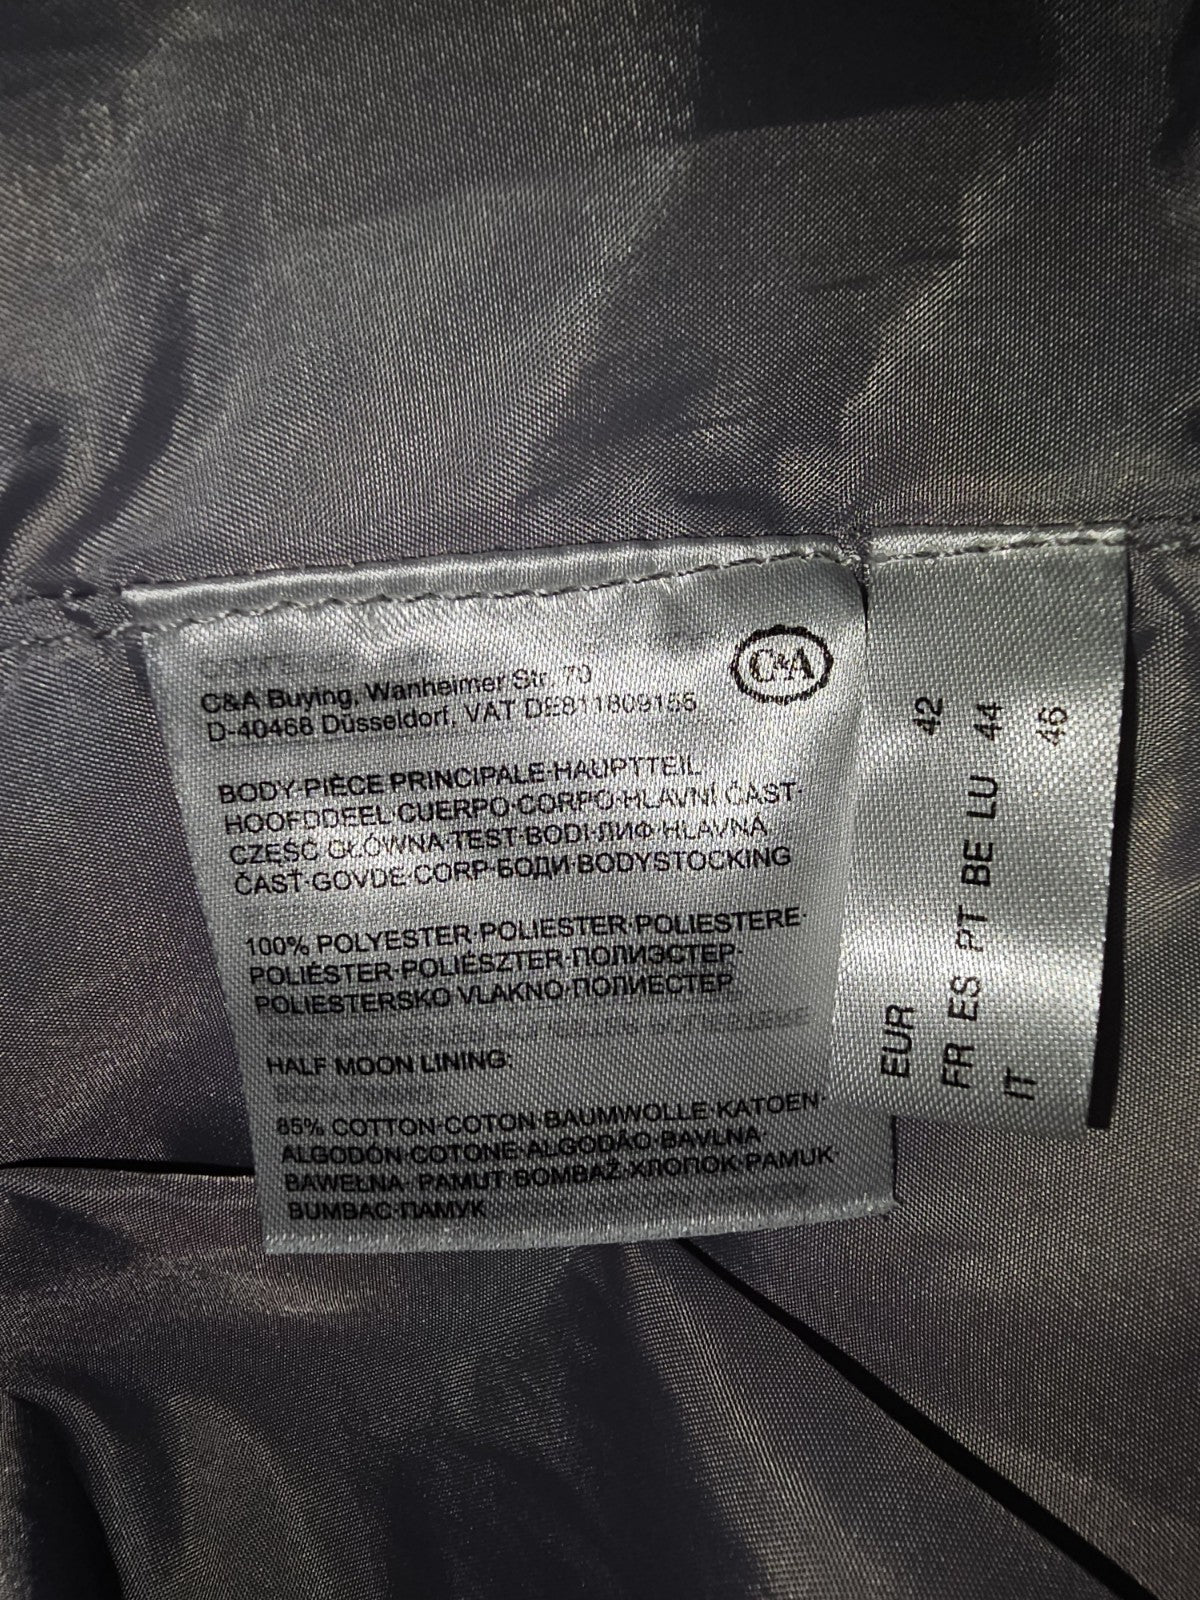 C&A
C&A Buying, Wanheimer Str. 70
D-40468 Düsseldorf, VAT DE811809155
BODY·PIÈCE PRINCIPALE·HAUPTTEIL
HOOFDDEEL·CUERPO·CORPO·HLAVNÍ ČÁST·
CZĘŚĆ GŁÓWNA·TEST·BODI·ЛИФ·HLAVNÁ
ČASŤ·GÖVDE·CORP·БОДИ·BODYSTOCKING
100% POLYESTER·POLIESTER·POLIESTERE·
POLIÉSTER·POLIÉSZTER·ПОЛИЭСТЕР·
POLIESTERSKO VLAKNO·ПОЛИЕСТЕР
HALF MOON LINING:
85% COTTON·COTON·BAUMWOLLE·KATOEN·
ALGODÓN·COTONE·ALGODÃO·BAVLNA
BAWEŁNA· PAMUT·BOMBAŽ·ХЛОПОК·PAMUK·
BUMBAC·ПАМУК
EUR 42
FR ES PT BE LU 44
IT 46